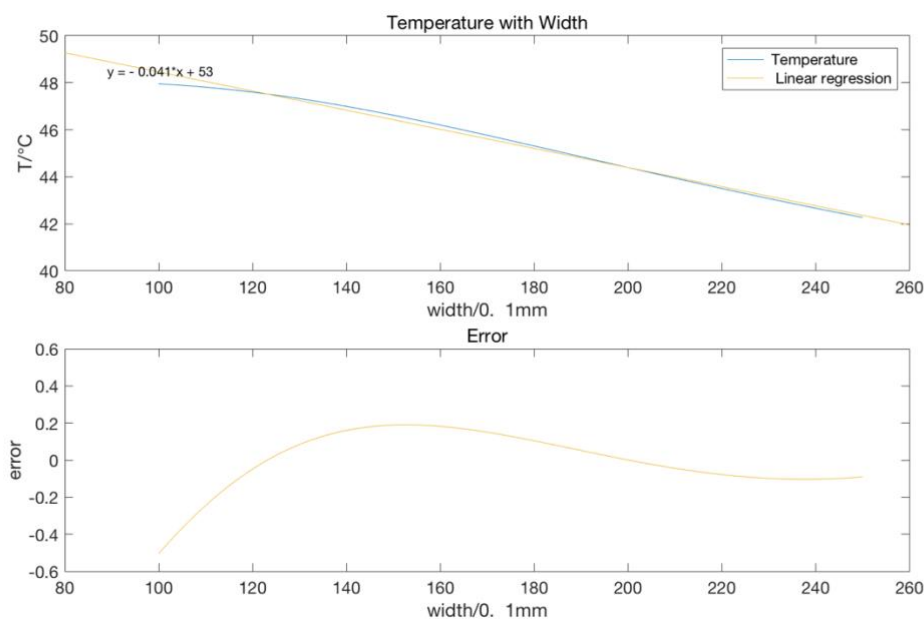 Temperature with Width
50
48
46
44
42
40
T/°C
y = - 0.041*x + 53
Temperature
Linear regression
80 100 120 140 160 180 200 220 240 260
width/0. 1mm
Error
0.6
0.4
0.2
0
-0.2
-0.4
-0.6
error
80 100 120 140 160 180 200 220 240 260
width/0. 1mm